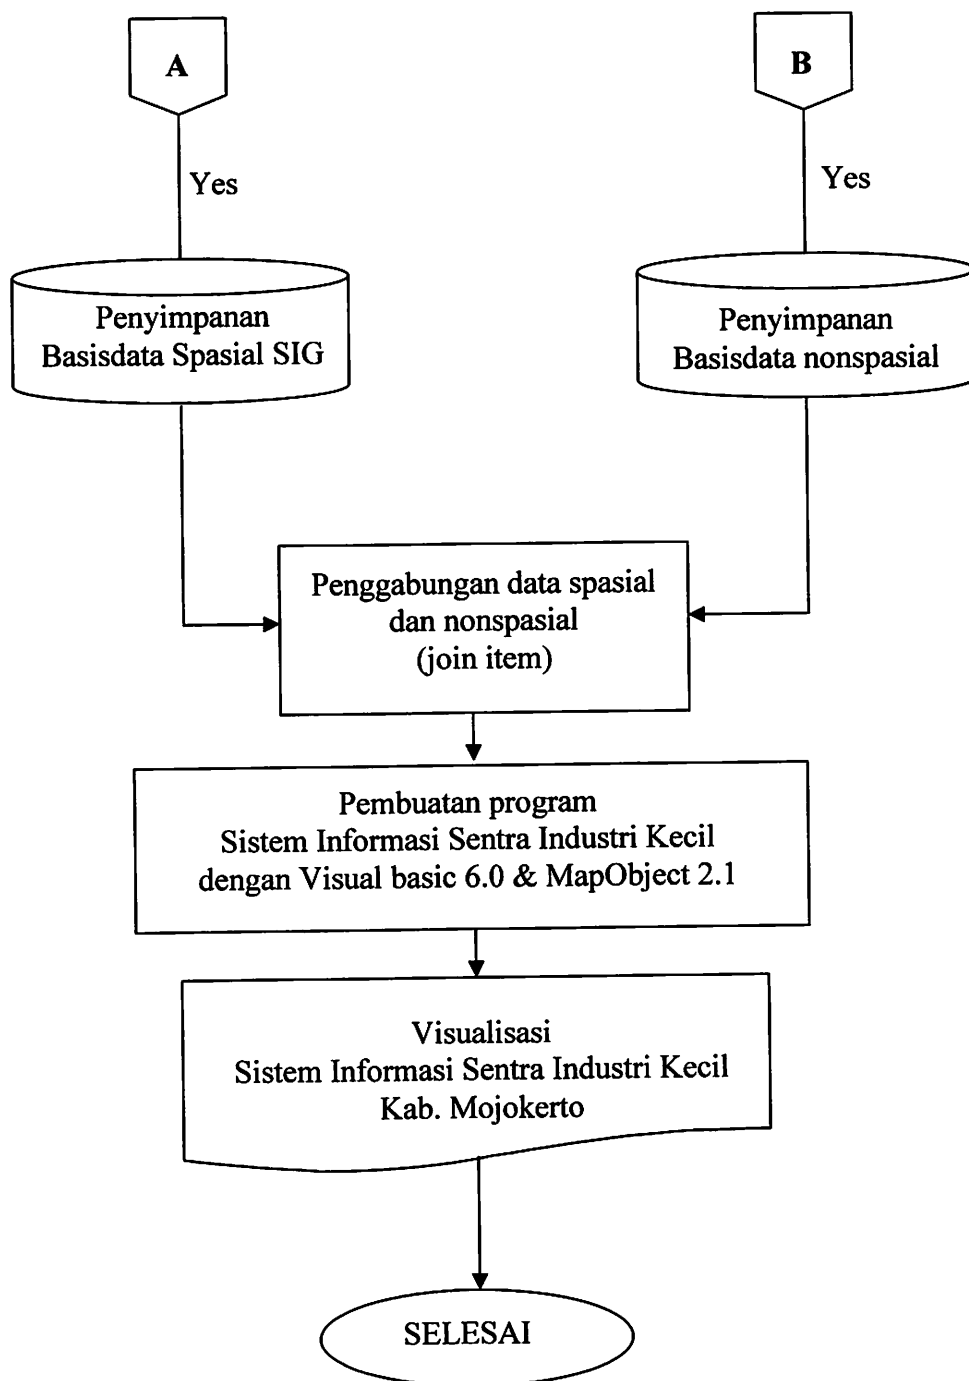 A
B
Yes
Yes
Penyimpanan
Basisdata Spasial SIG
Penyimpanan
Basisdata nonspasial
Penggabungan data spasial
dan nonspasial
(join item)
Pembuatan program
Sistem Informasi Sentra Industri Kecil
dengan Visual basic 6.0 & MapObject 2.1
Visualisasi
Sistem Informasi Sentra Industri Kecil
Kab. Mojokerto
SELESAI